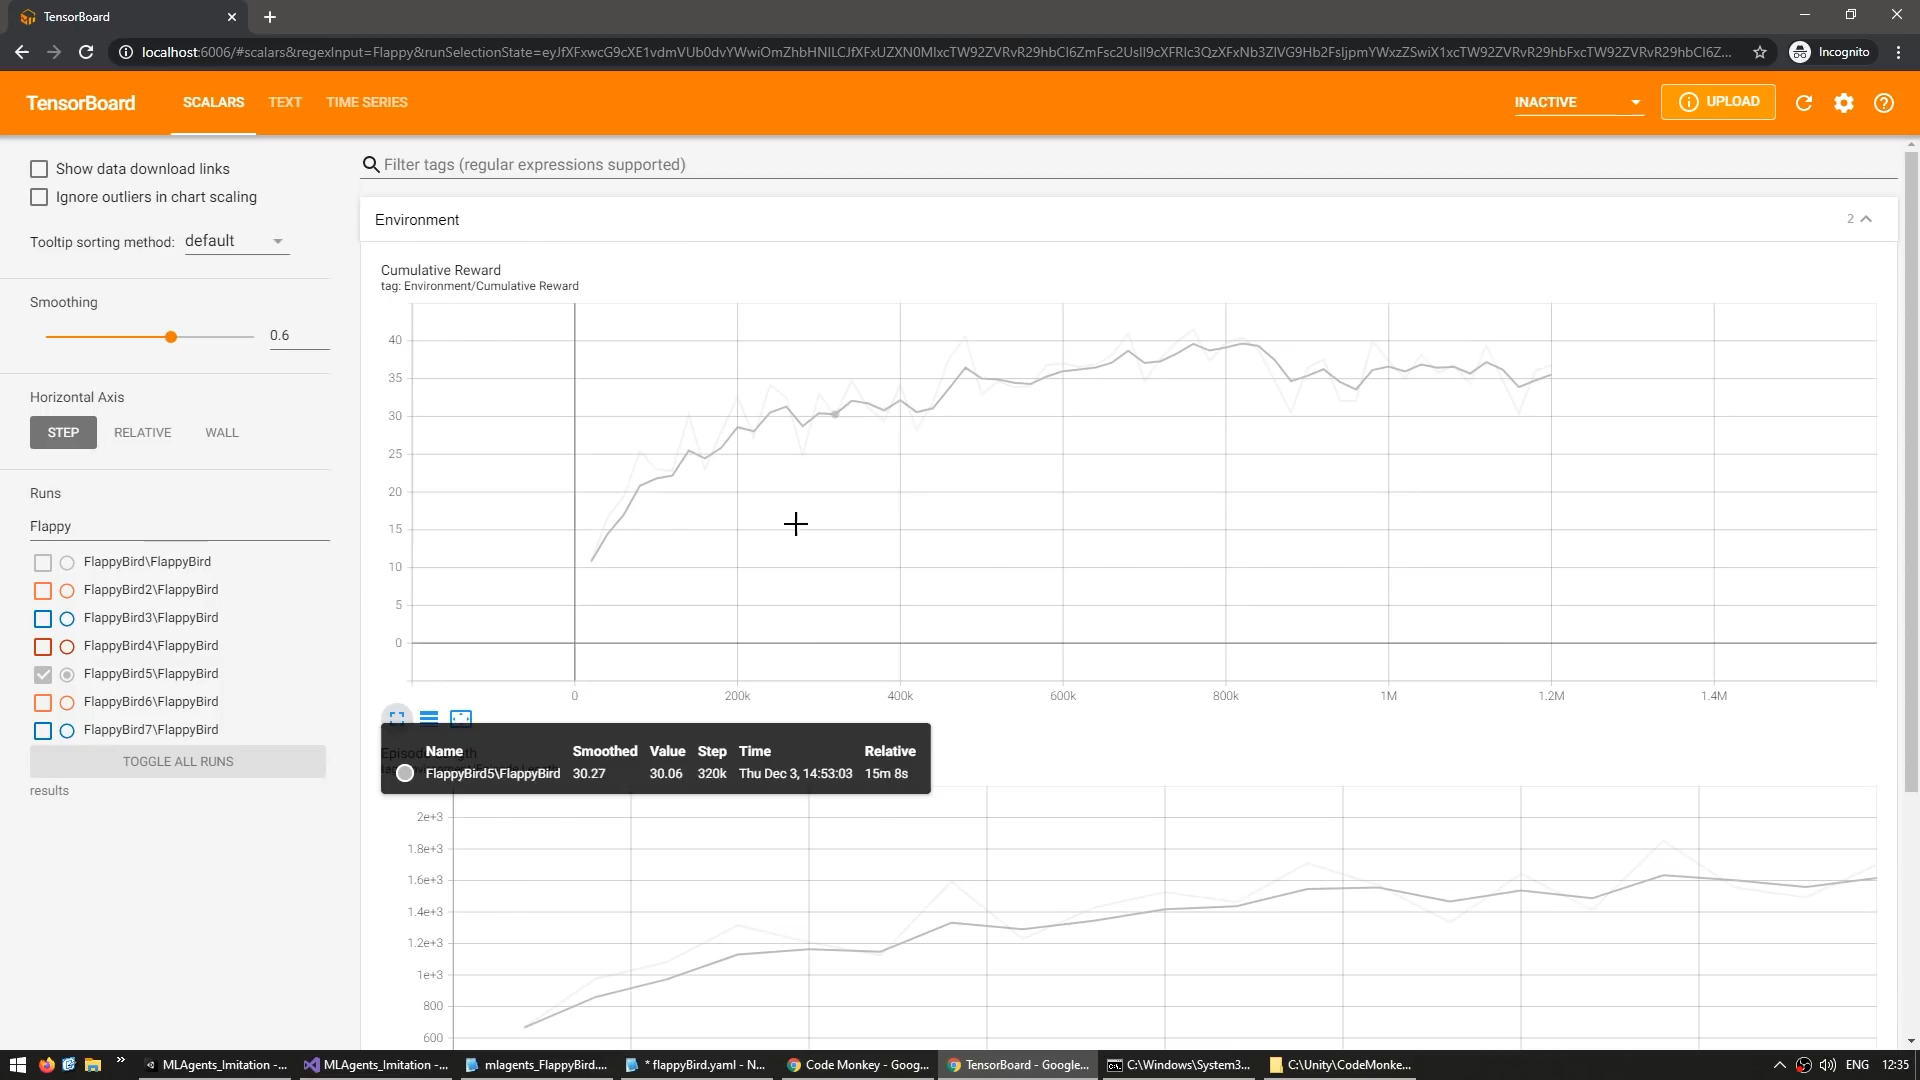 TensorBoard
localhost:6006/#scalars&regexInput=Flappy&runSelectionState=
Incognito
TensorBoard
SCALARS
TEXT
TIME SERIES
INACTIVE
UPLOAD
Show data download links
Ignore outliers in chart scaling
Tooltip sorting method: default
Smoothing
0.6
Horizontal Axis
STEP
RELATIVE
WALL
Runs
Flappy
FlappyBird\FlappyBird
FlappyBird2\FlappyBird
FlappyBird3\FlappyBird
FlappyBird4\FlappyBird
FlappyBird5\FlappyBird
FlappyBird6\FlappyBird
FlappyBird7\FlappyBird
TOGGLE ALL RUNS
results
Filter tags (regular expressions supported)
Environment
2
Cumulative Reward
tag: Environment/Cumulative Reward
40
35
30
25
20
15
10
5
0
0 200k 400k 600k 800k 1M 1.2M 1.4M
Name Smoothed Value Step Time Relative
FlappyBird5\FlappyBird 30.27 30.06 320k Thu Dec 3, 14:53:03 15m 8s
2e+3
1.8e+3
1.6e+3
1.4e+3
1.2e+3
1e+3
800
600
MLAgents_Imitation -...
MLAgents_Imitation -...
mlagents_FlappyBird....
* flappyBird.yaml - N...
Code Monkey - Goog...
TensorBoard - Google...
C:\Windows\System3...
C:\Unity\CodeMonke...
ENG
12:35